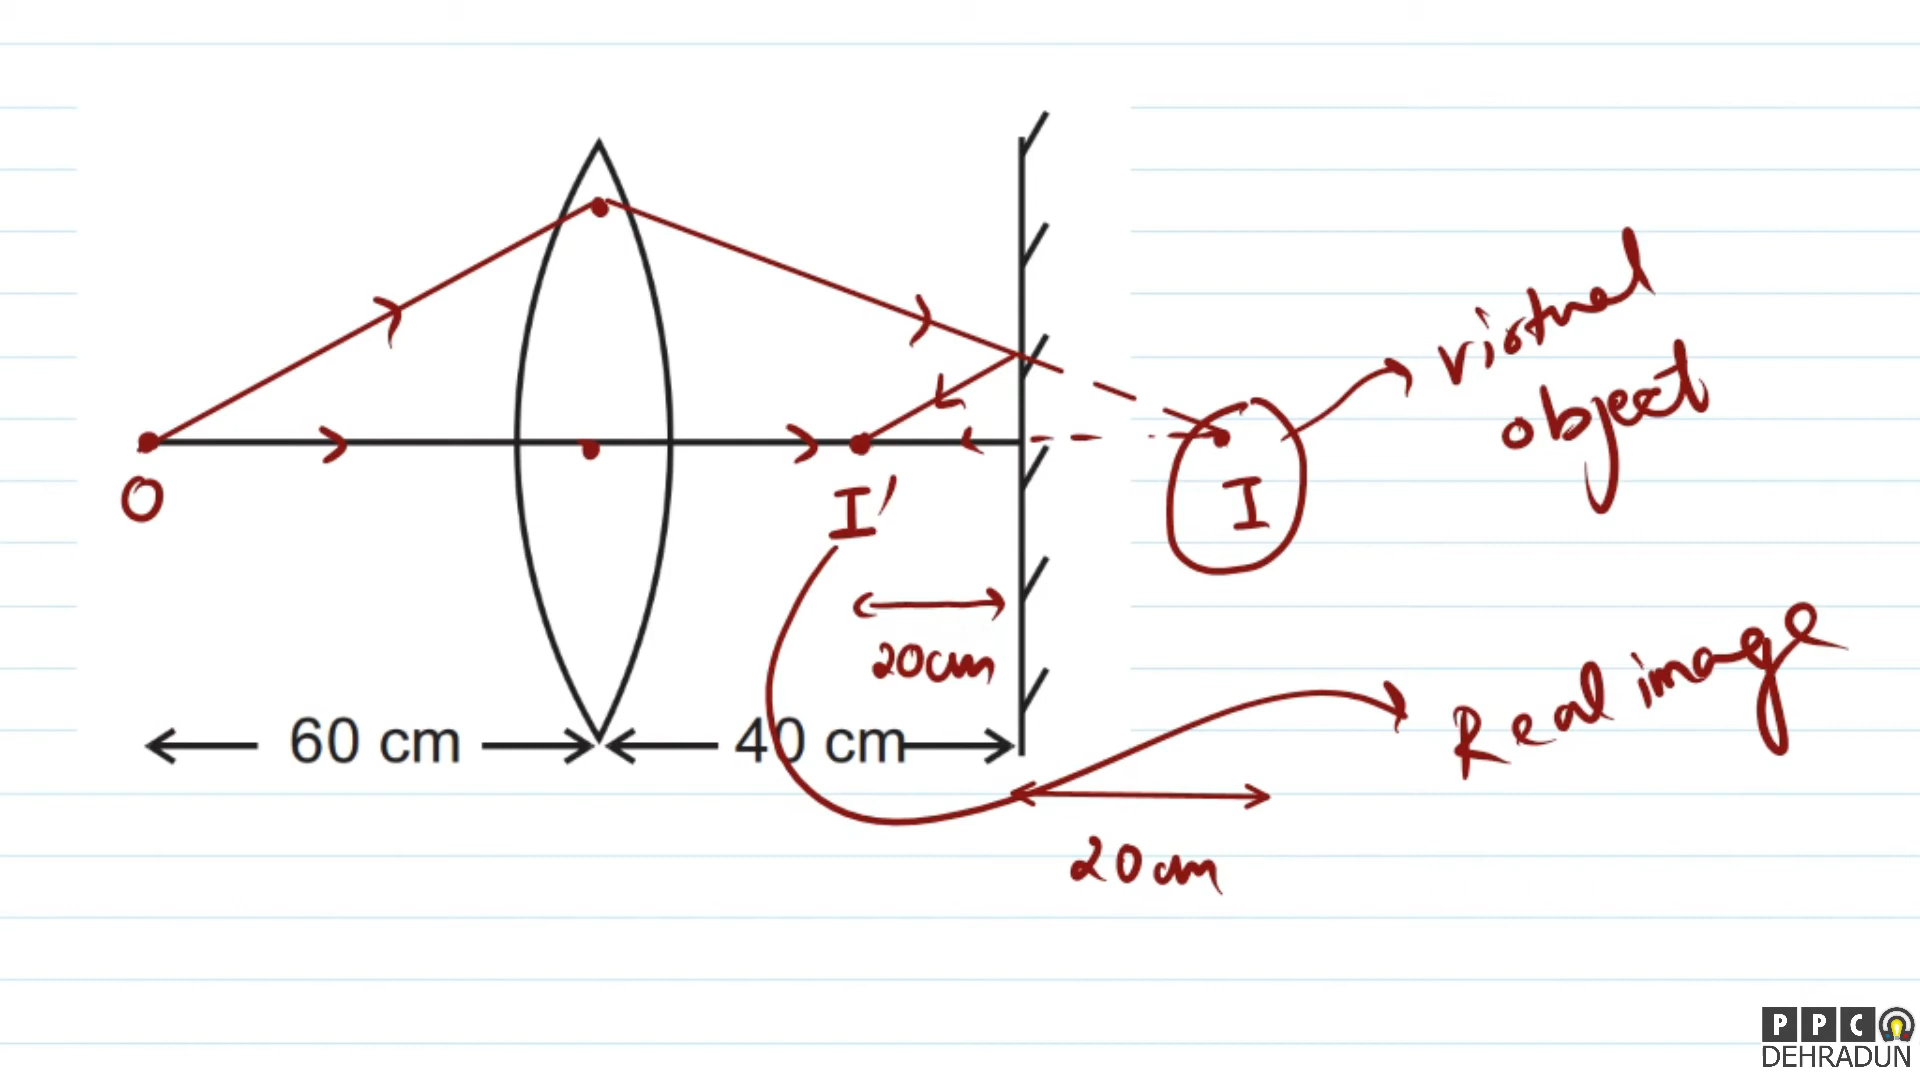 virtual
object
O
I'
I
20cm
Real image
60 cm
40 cm
20cm
PPC
DEHRADUN